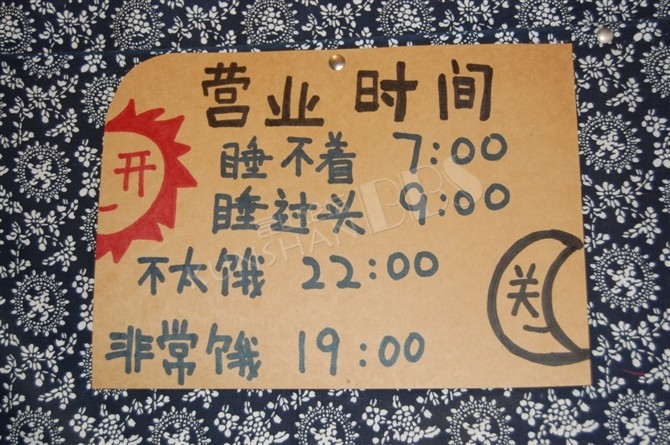 营业时间
开
睡不着 7:00
睡过头 9:00
不太饿 22:00
关
非常饿 19:00